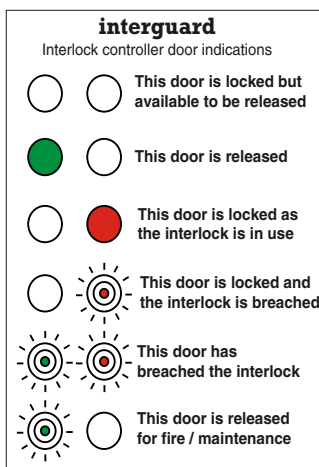 interguard
Interlock controller door indications
This door is locked but
available to be released
This door is released
This door is locked as
the interlock is in use
This door is locked and
the interlock is breached
This door has
breached the interlock
This door is released
for fire / maintenance